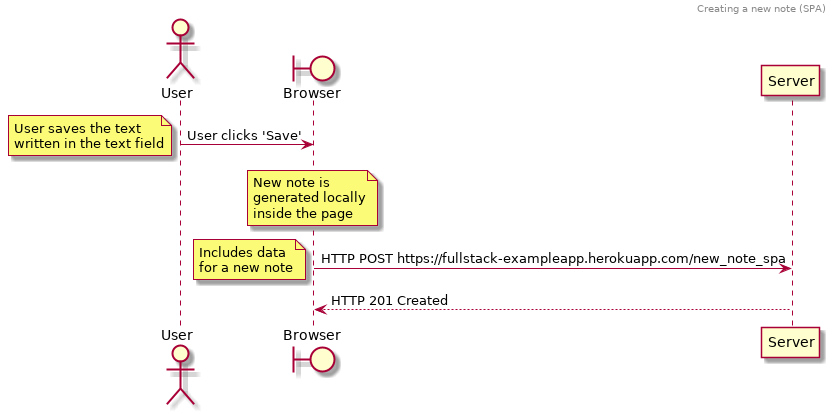 Creating a new note (SPA)
User
Browser
Server
User saves the text
written in the text field
User clicks 'Save'
New note is
generated locally
inside the page
Includes data
for a new note
HTTP POST https://fullstack-exampleapp.herokuapp.com/new_note_spa
HTTP 201 Created
User
Browser
Server